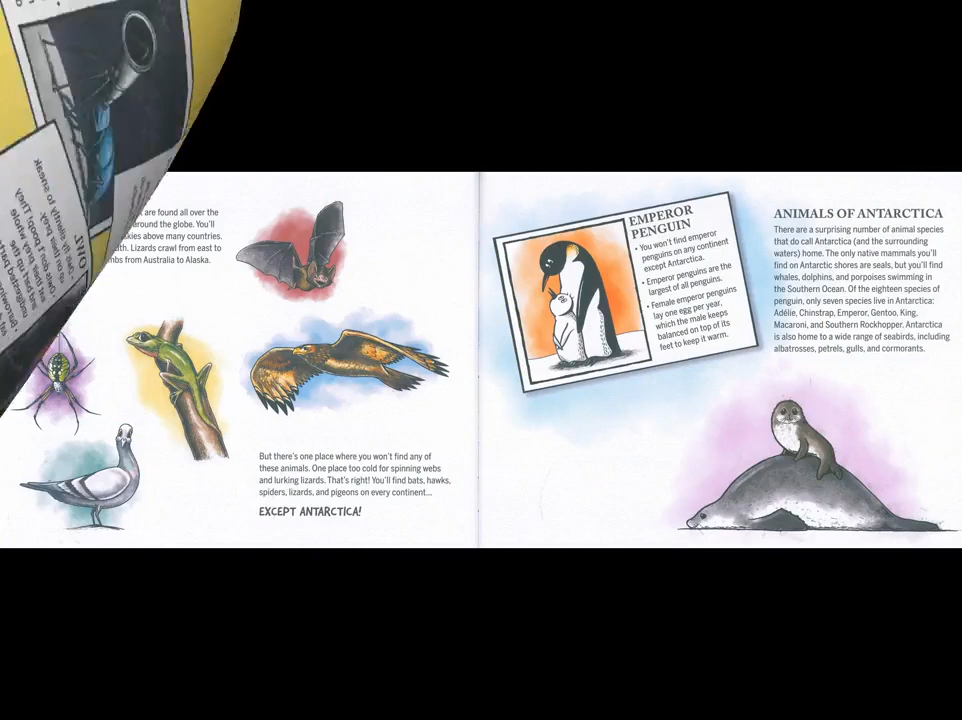 are found all over the
around the globe. You'll
skies above many countries.
Lizards crawl from east to
from Australia to Alaska.
But there's one place where you won't find any of
these animals. One place too cold for spinning webs
and lurking lizards. That's right! You'll find bats, hawks,
spiders, lizards, and pigeons on every continent...
EXCEPT ANTARCTICA!
EMPEROR
PENGUIN
• You won't find emperor
penguins on any continent
except Antarctica.
• Emperor penguins are the
largest of all penguins.
• Female emperor penguins
lay one egg per year,
which the male keeps
balanced on top of its
feet to keep it warm.
ANIMALS OF ANTARCTICA
There are a surprising number of animal species
that do call Antarctica (and the surrounding
waters) home. The only native mammals you'll
find on Antarctic shores are seals, but you'll find
whales, dolphins, and porpoises swimming in
the Southern Ocean. Of the eighteen species of
penguin, only seven species live in Antarctica:
Adélie, Chinstrap, Emperor, Gentoo, King,
Macaroni, and Southern Rockhopper. Antarctica
is also home to a wide range of seabirds, including
albatrosses, petrels, gulls, and cormorants.